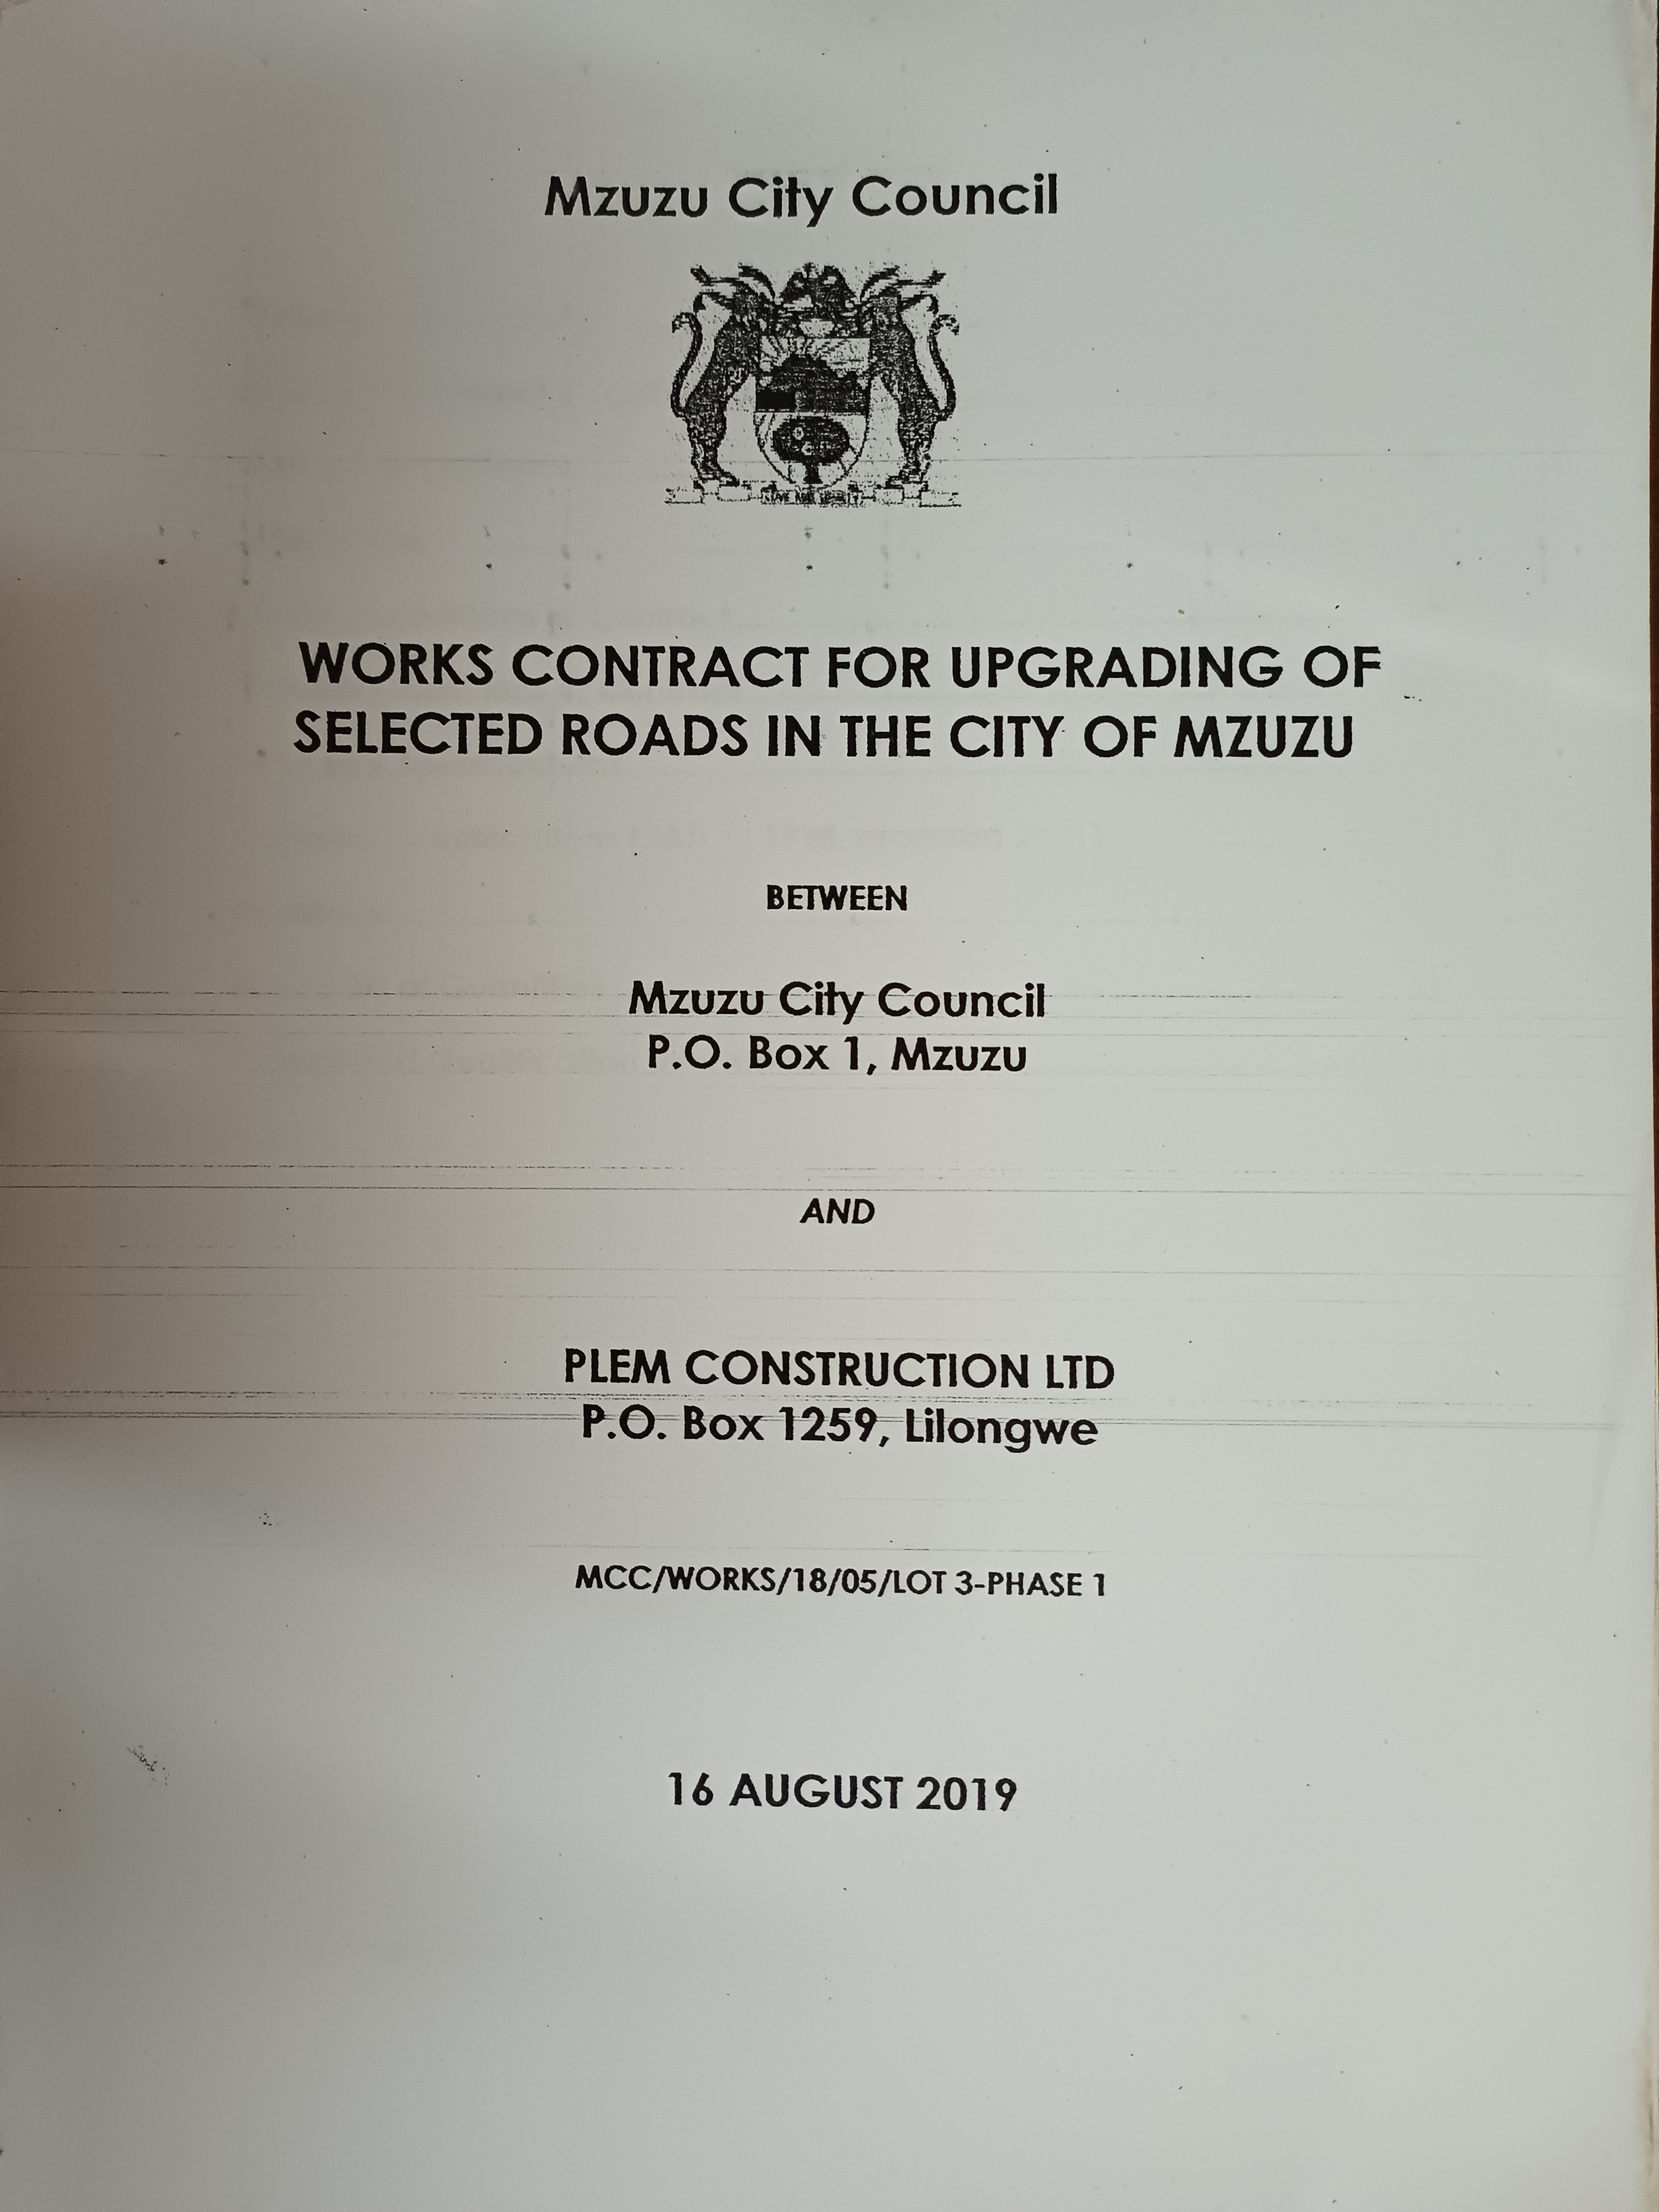 Mzuzu City Council
WORKS CONTRACT FOR UPGRADING OF
SELECTED ROADS IN THE CITY OF MZUZU
BETWEEN
Mzuzu City Council
P.O. Box 1, Mzuzu
AND
PLEM CONSTRUCTION LTD
P.O. Box 1259, Lilongwe
MCC/WORKS/18/05/LOT 3-PHASE 1
16 AUGUST 2019